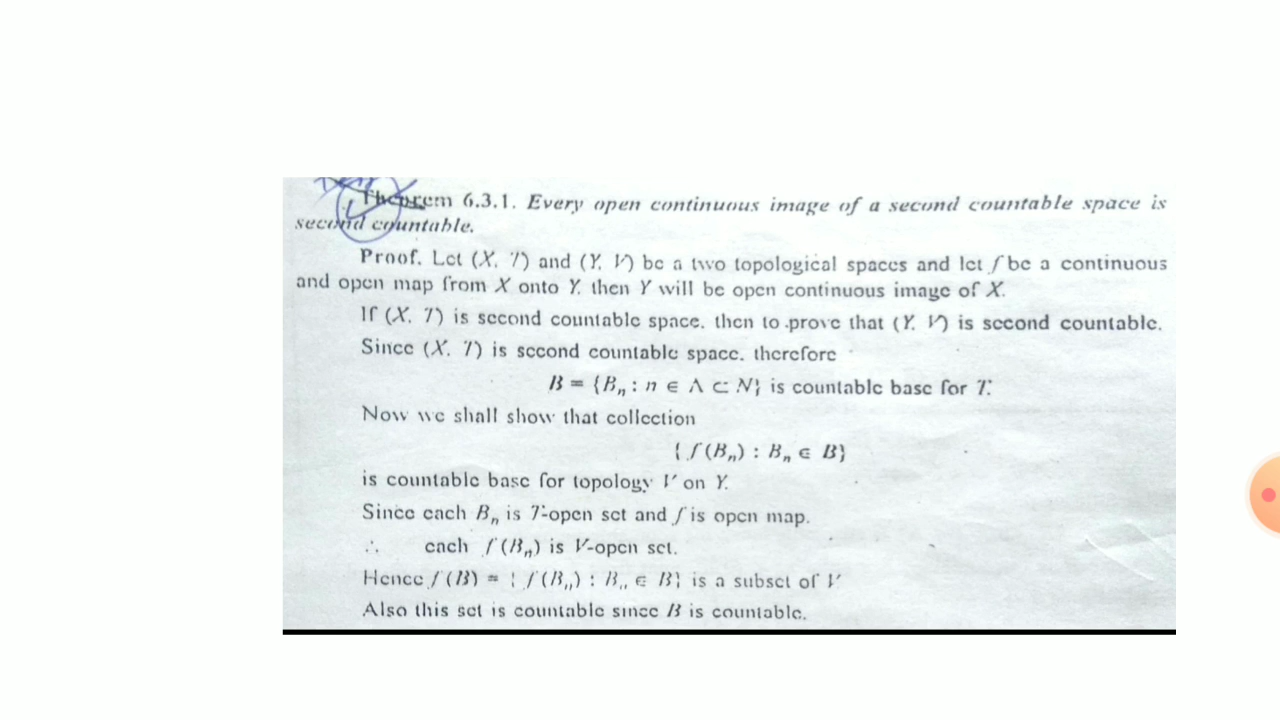 Theorem 6.3.1. Every open continuous image of a second countable space is
second countable.
Proof. Let (X, T) and (Y, V) be a two topological spaces and let f be a continuous
and open map from X onto Y. then Y will be open continuous image of X.
If (X. T) is second countable space. then to prove that (Y, V) is second countable.
Since (X. T) is second countable space. therefore
B = {Bₙ : n ∈ Λ ⊂ N} is countable base for T.
Now we shall show that collection
{ f (Bₙ) : Bₙ ∈ B}
is countable base for topology V on Y.
Since each Bₙ is T-open set and f is open map.
∴ each f (Bₙ) is V-open set.
Hence f (B) = { f (Bₙ) : Bₙ ∈ B} is a subset of V
Also this set is countable since B is countable.